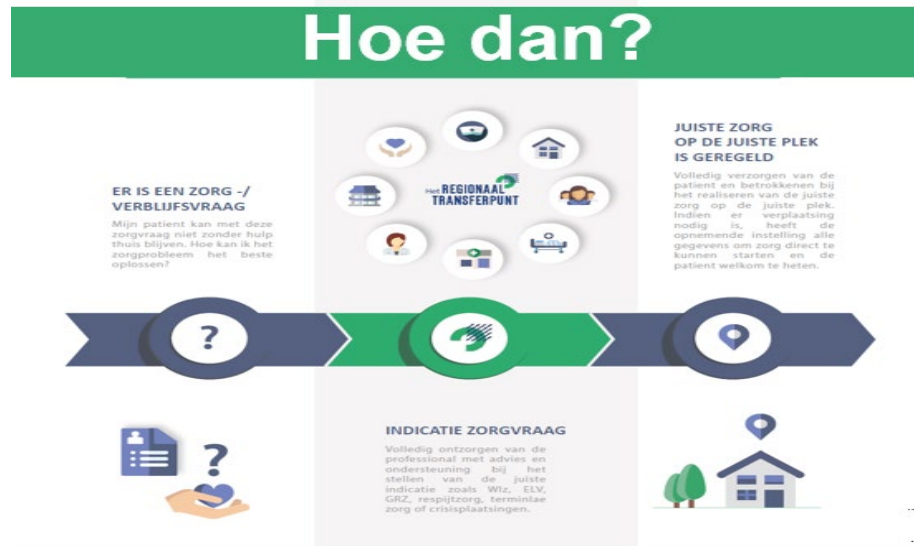 Hoe dan?
ER IS EEN ZORG -/
VERBLIJFSVRAAG
Mijn patient kan met deze
zorgvraag niet zonder hulp
thuis blijven. Hoe kan ik het
zorgprobleem het beste
oplossen?
Het REGIONAAL
TRANSFERPUNT
JUISTE ZORG
OP DE JUISTE PLEK
IS GEREGELD
Volledig verzorgen van de
patient en betrokkenen bij
het realiseren van de juiste
zorg op de juiste plek.
Indien er verplaatsing
nodig is, heeft de
opnemende instelling alle
gegevens om zorg direct te
kunnen starten en de
patient welkom te heten.
?
INDICATIE ZORGVRAAG
Volledig ontzorgen van de
professional met advies en
ondersteuning bij het
stellen van de juiste
indicatie zoals Wlz, ELV,
GRZ, respijtzorg, terminlae
zorg of crisisplaatsingen.
?